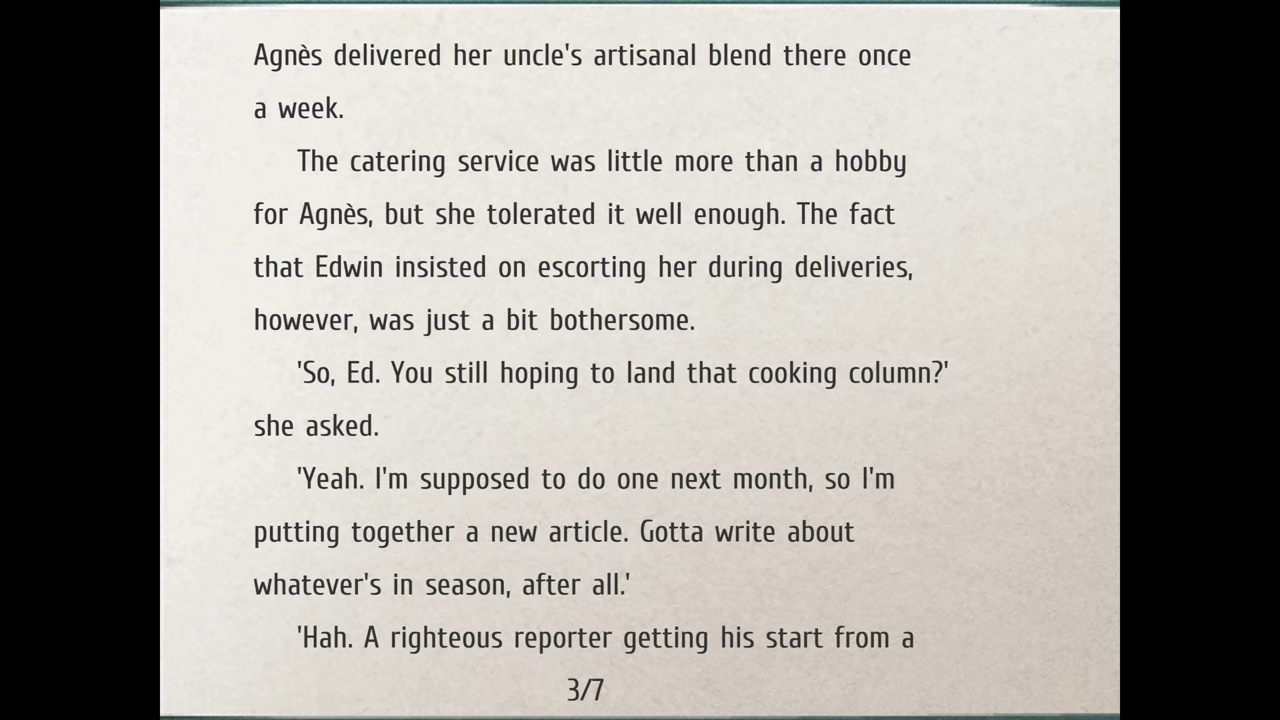 Agnès delivered her uncle's artisanal blend there once
a week.
The catering service was little more than a hobby
for Agnès, but she tolerated it well enough. The fact
that Edwin insisted on escorting her during deliveries,
however, was just a bit bothersome.
'So, Ed. You still hoping to land that cooking column?'
she asked.
'Yeah. I'm supposed to do one next month, so I'm
putting together a new article. Gotta write about
whatever's in season, after all.'
'Hah. A righteous reporter getting his start from a
3/7